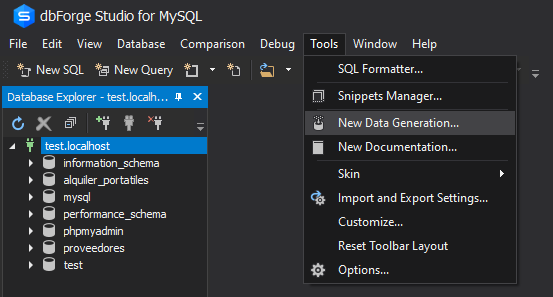 dbForge Studio for MySQL
File Edit View Database Comparison Debug Tools Window Help
New SQL New Query
Database Explorer - test.localh...
test.localhost
information_schema
alquiler_portatiles
mysql
performance_schema
phpmyadmin
proveedores
test
SQL Formatter...
Snippets Manager...
New Data Generation...
New Documentation...
Skin
Import and Export Settings...
Customize...
Reset Toolbar Layout
Options...